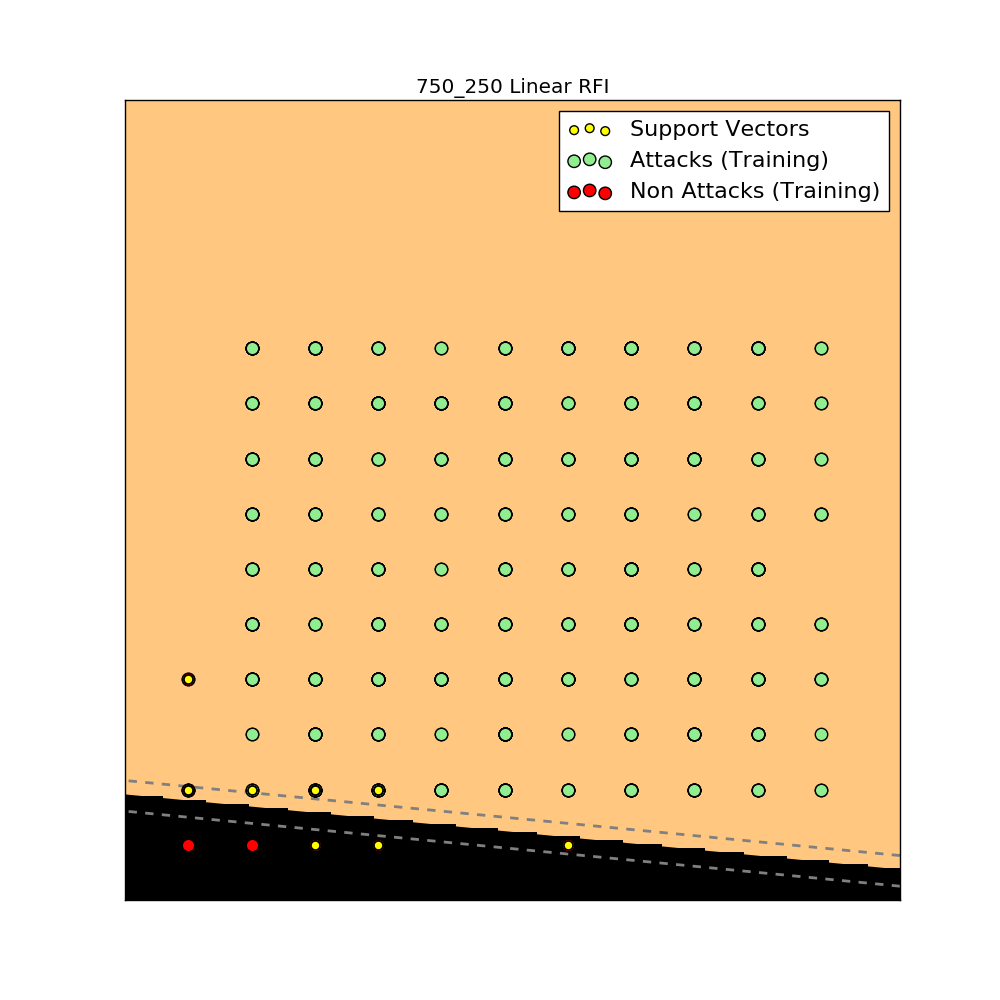 750_250 Linear RFI
Support Vectors
Attacks (Training)
Non Attacks (Training)